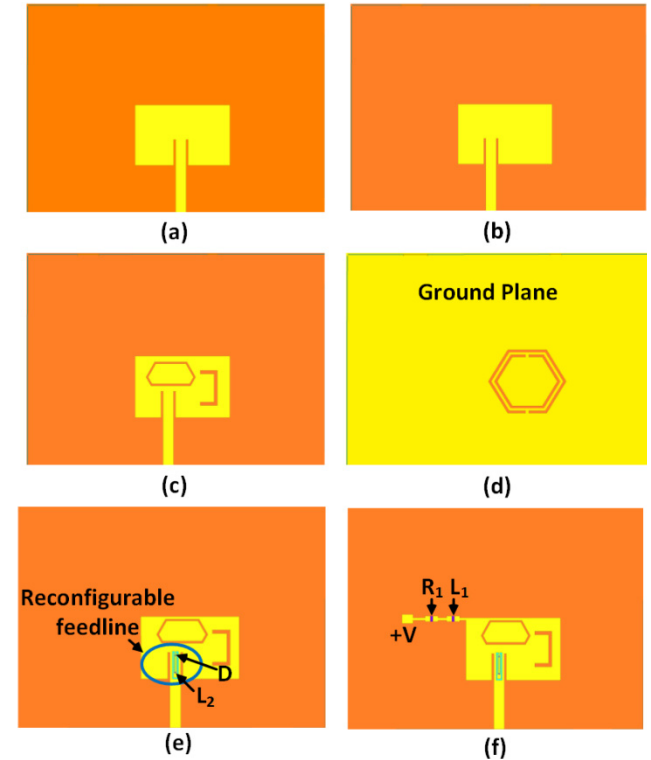 (a)
(b)
Ground Plane
(c)
(d)
Reconfigurable
feedline
D
L2
(e)
R1 L1
+V
(f)